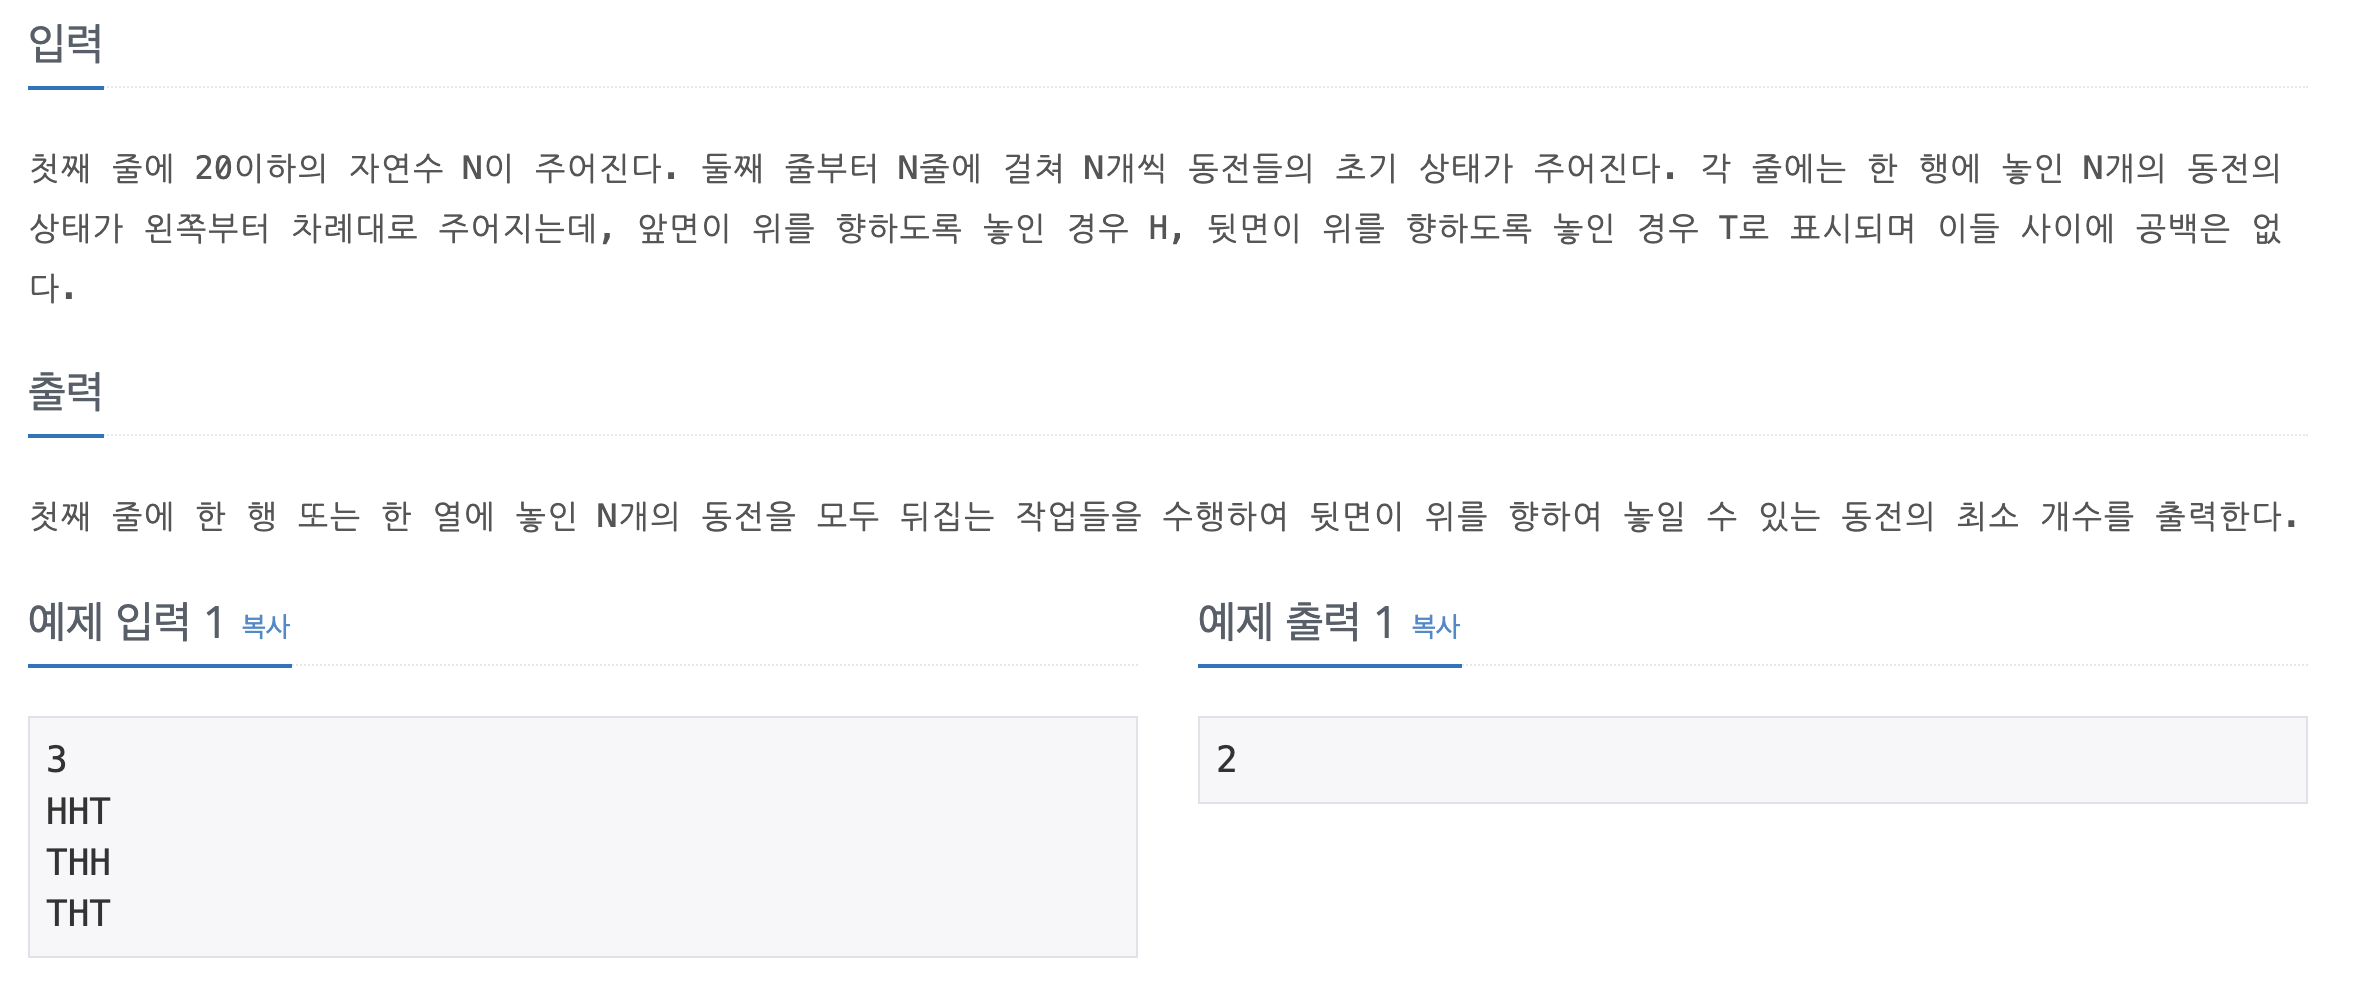 입력
첫째 줄에 20이하의 자연수 N이 주어진다. 둘째 줄부터 N줄에 걸쳐 N개씩 동전들의 초기 상태가 주어진다. 각 줄에는 한 행에 놓인 N개의 동전의
상태가 왼쪽부터 차례대로 주어지는데, 앞면이 위를 향하도록 놓인 경우 H, 뒷면이 위를 향하도록 놓인 경우 T로 표시되며 이들 사이에 공백은 없
다.
출력
첫째 줄에 한 행 또는 한 열에 놓인 N개의 동전을 모두 뒤집는 작업들을 수행하여 뒷면이 위를 향하여 놓일 수 있는 동전의 최소 개수를 출력한다.
예제 입력 1 복사
3
HHT
THH
THT
예제 출력 1 복사
2